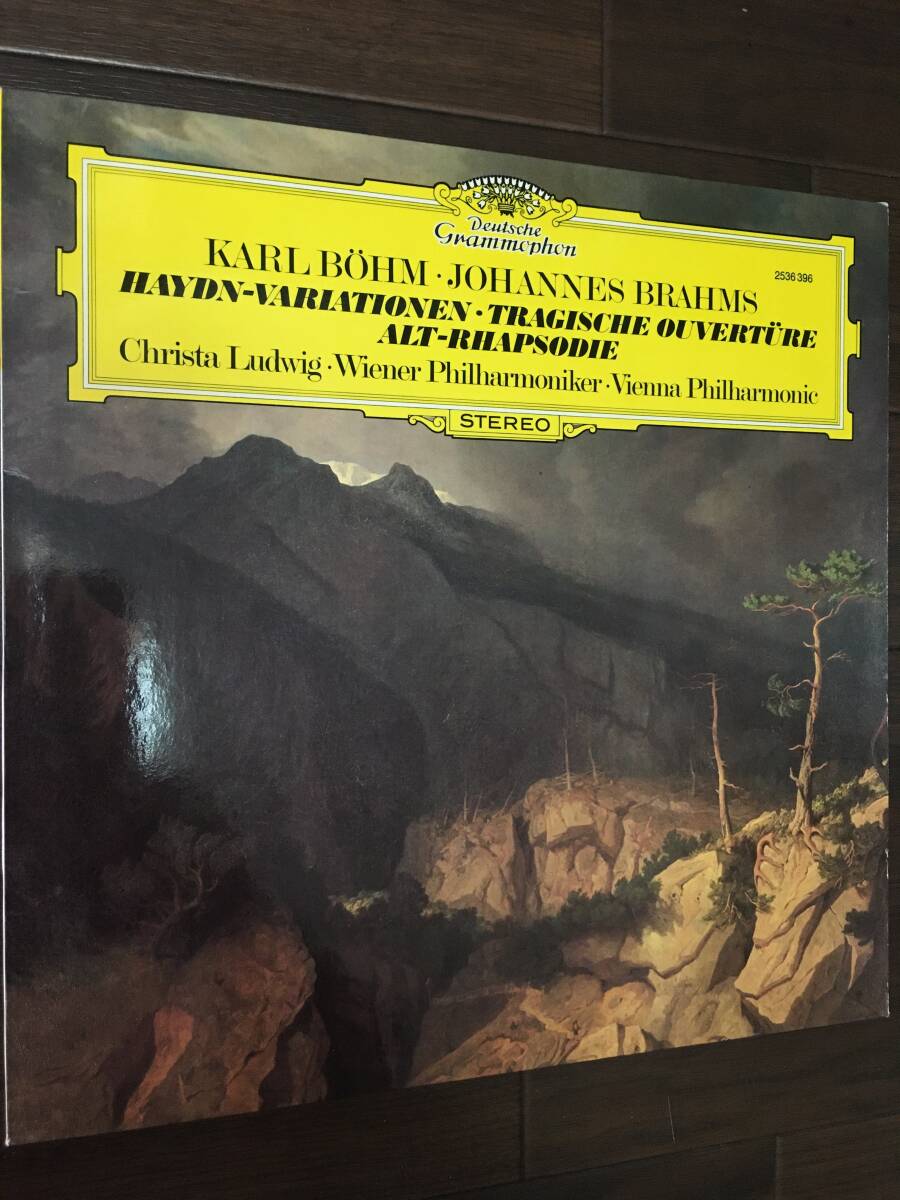 Deutsche
Grammophon
KARL BÖHM · JOHANNES BRAHMS
2536 396
HAYDN-VARIATIONEN · TRAGISCHE OUVERTÜRE
ALT-RHAPSODIE
Christa Ludwig · Wiener Philharmoniker · Vienna Philharmonic
STEREO